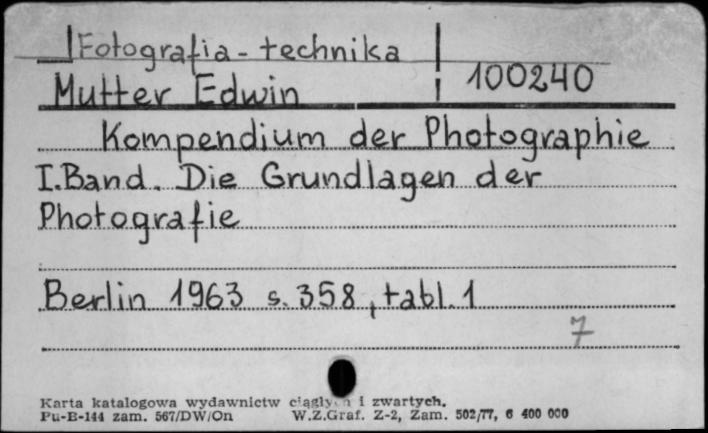 Fotografia - technika
Mutter Edwin 100240
Kompendium der Photographie
I. Band. Die Grundlagen der
Photografie
Berlin 1963 s. 358, tabl. 1
7
Karta katalogowa wydawnictw ciągłych i zwartych.
Pu-B-144 zam. 567/DW/On W.Z.Graf. Z-2, Zam. 502/77, 6 400 000